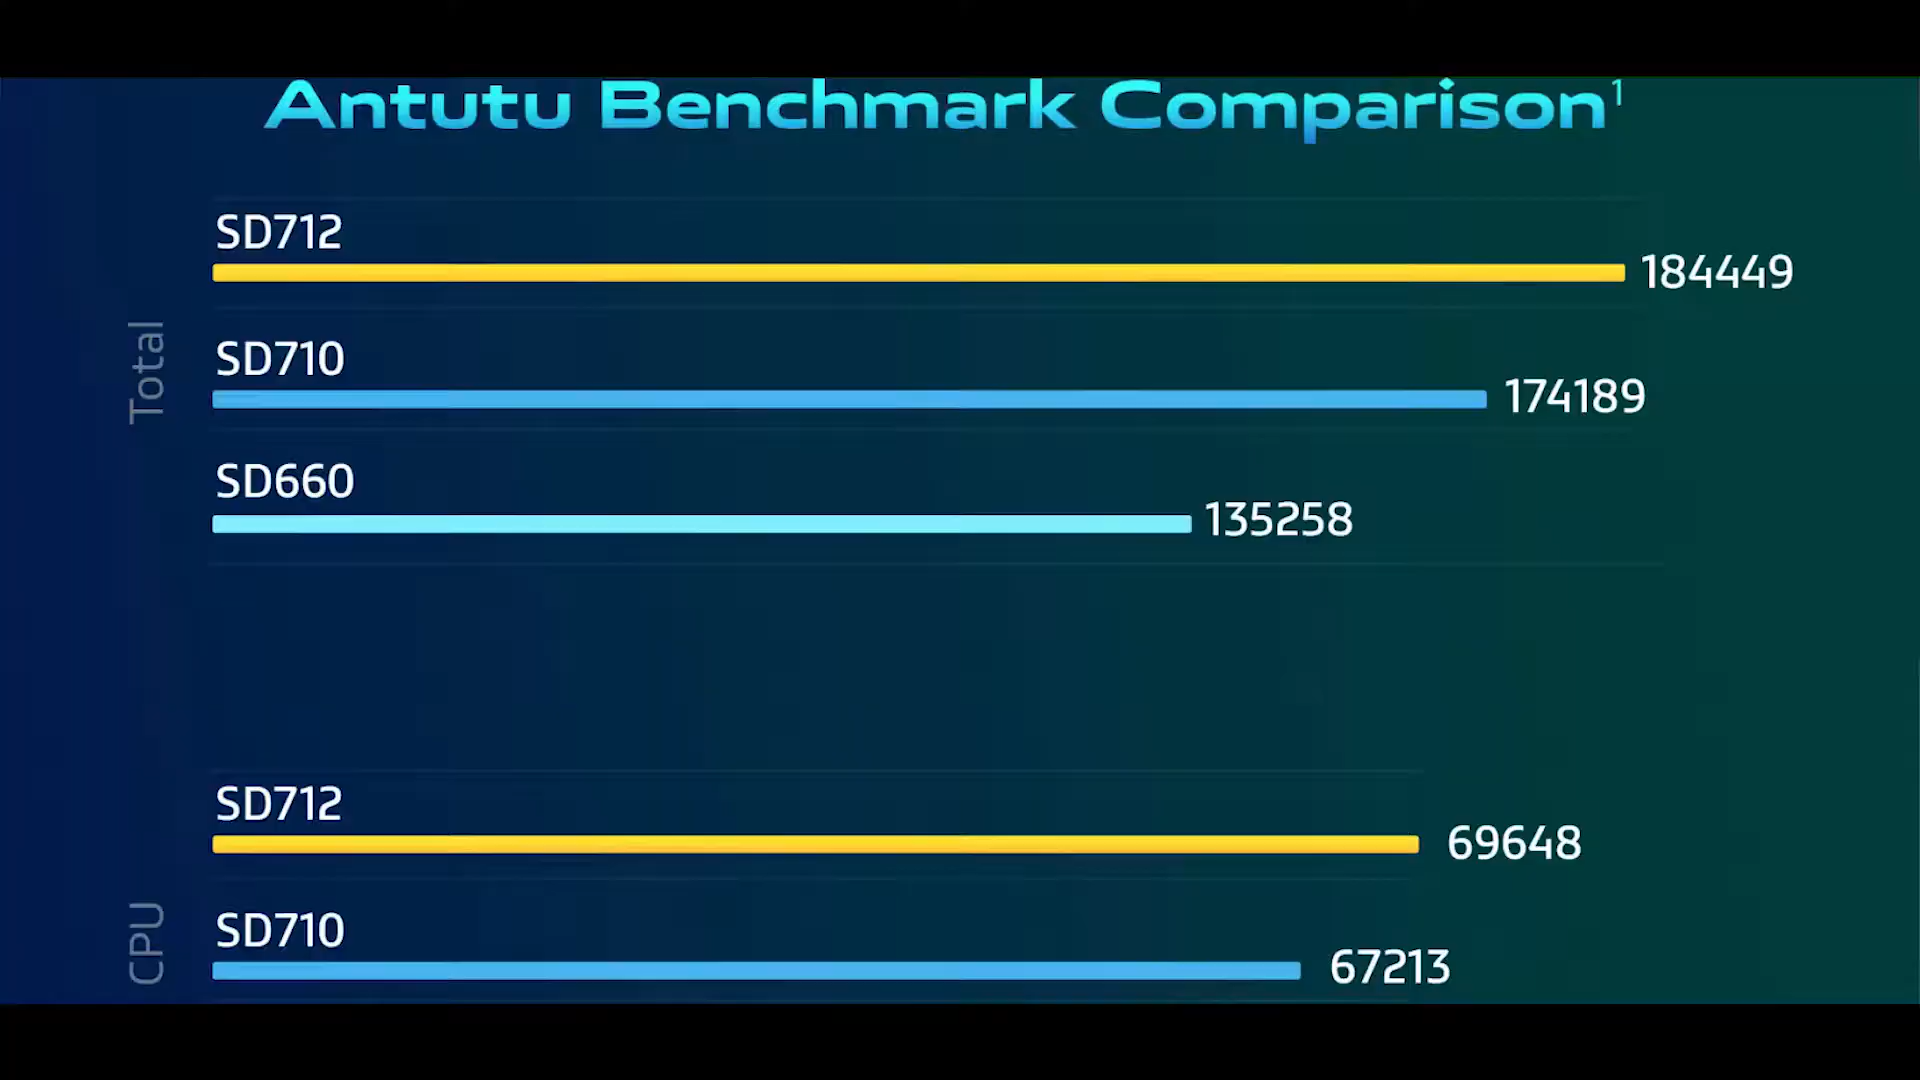 Antutu Benchmark Comparison¹
SD712
184449
Total
SD710
174189
SD660
135258
SD712
69648
CPU
SD710
67213